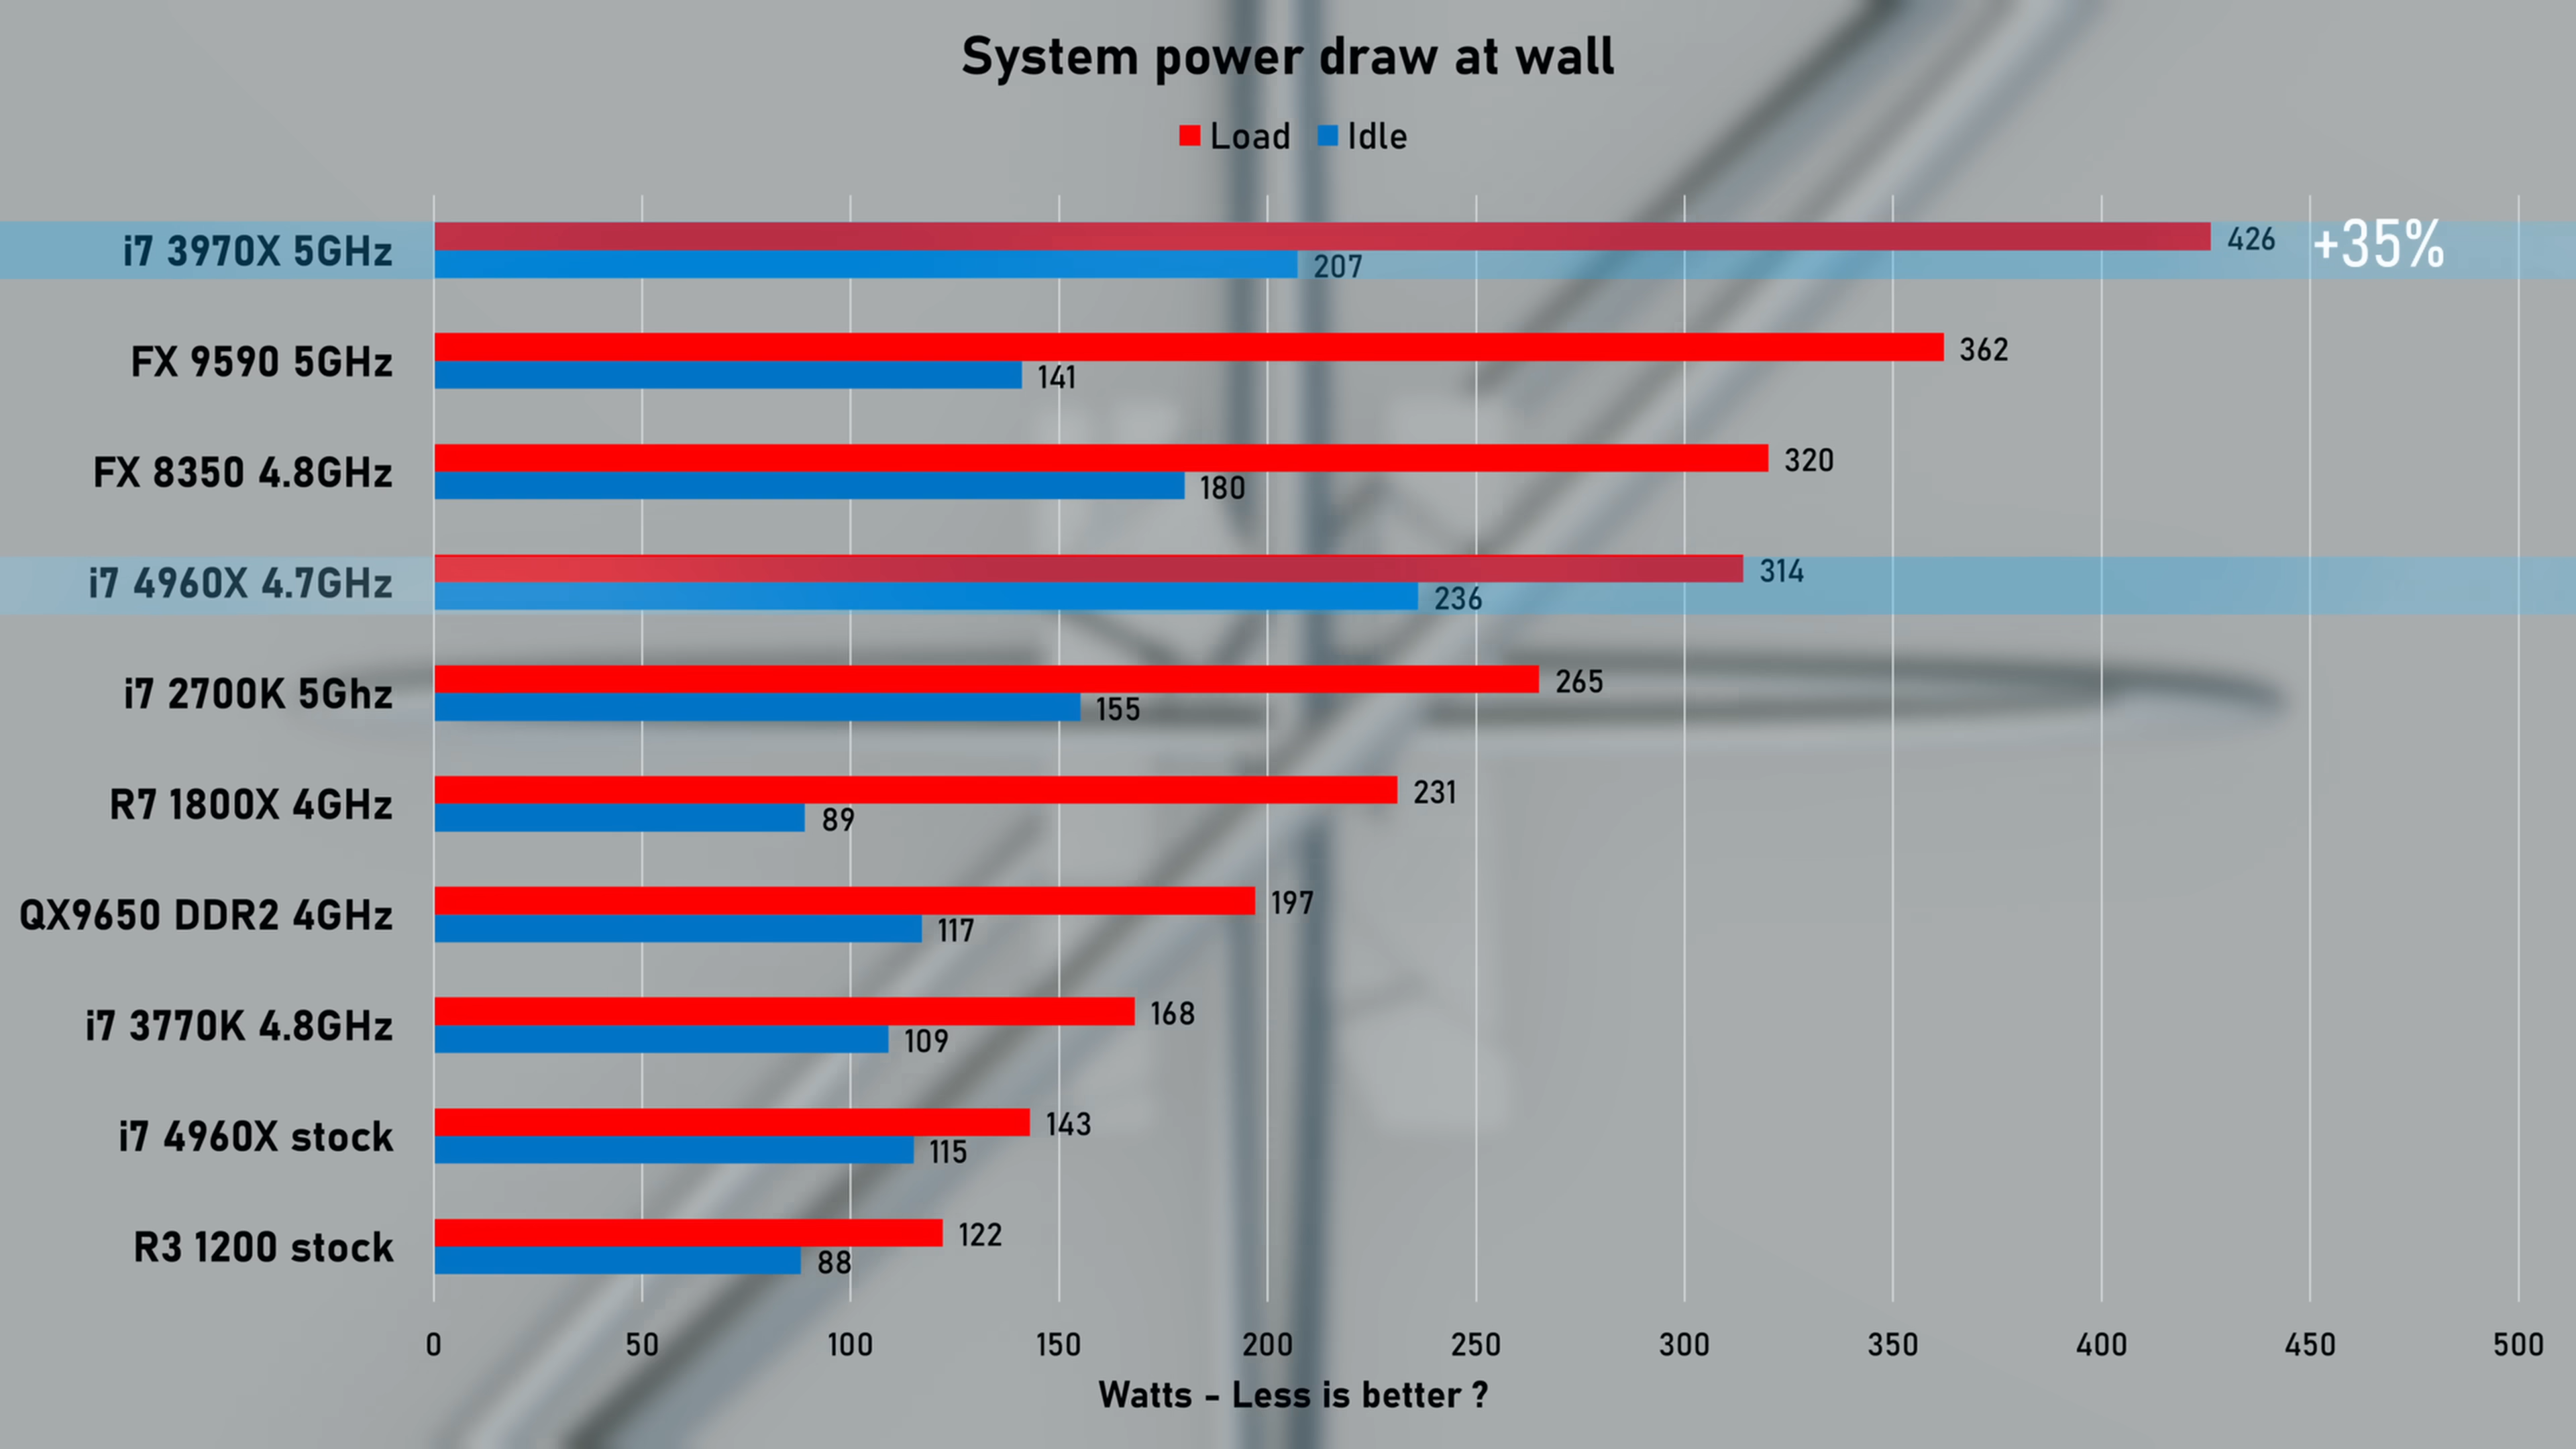 System power draw at wall
Load Idle
i7 3970X 5GHz 426 +35%
207
FX 9590 5GHz 362
141
FX 8350 4.8GHz 320
180
i7 4960X 4.7GHz 314
236
i7 2700K 5Ghz 265
155
R7 1800X 4GHz 231
89
QX9650 DDR2 4GHz 197
117
i7 3770K 4.8GHz 168
109
i7 4960X stock 143
115
R3 1200 stock 122
88
0 50 100 150 200 250 300 350 400 450 500
Watts - Less is better ?